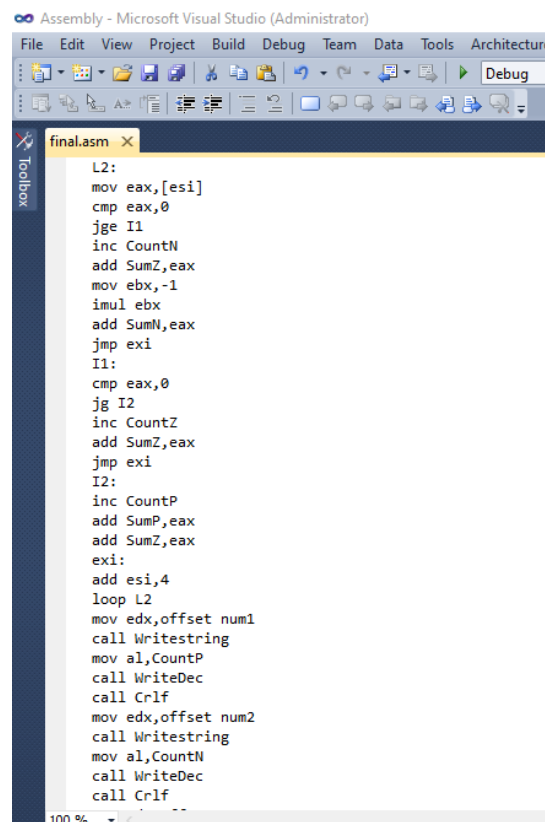 Assembly - Microsoft Visual Studio (Administrator)
File Edit View Project Build Debug Team Data Tools Architecture
Debug
final.asm
Toolbox
L2:
mov eax,[esi]
cmp eax,0
jge I1
inc CountN
add SumZ,eax
mov ebx,-1
imul ebx
add SumN,eax
jmp exi
I1:
cmp eax,0
jg I2
inc CountZ
add SumZ,eax
jmp exi
I2:
inc CountP
add SumP,eax
add SumZ,eax
exi:
add esi,4
loop L2
mov edx,offset num1
call Writestring
mov al,CountP
call WriteDec
call Crlf
mov edx,offset num2
call Writestring
mov al,CountN
call WriteDec
call Crlf
100 %